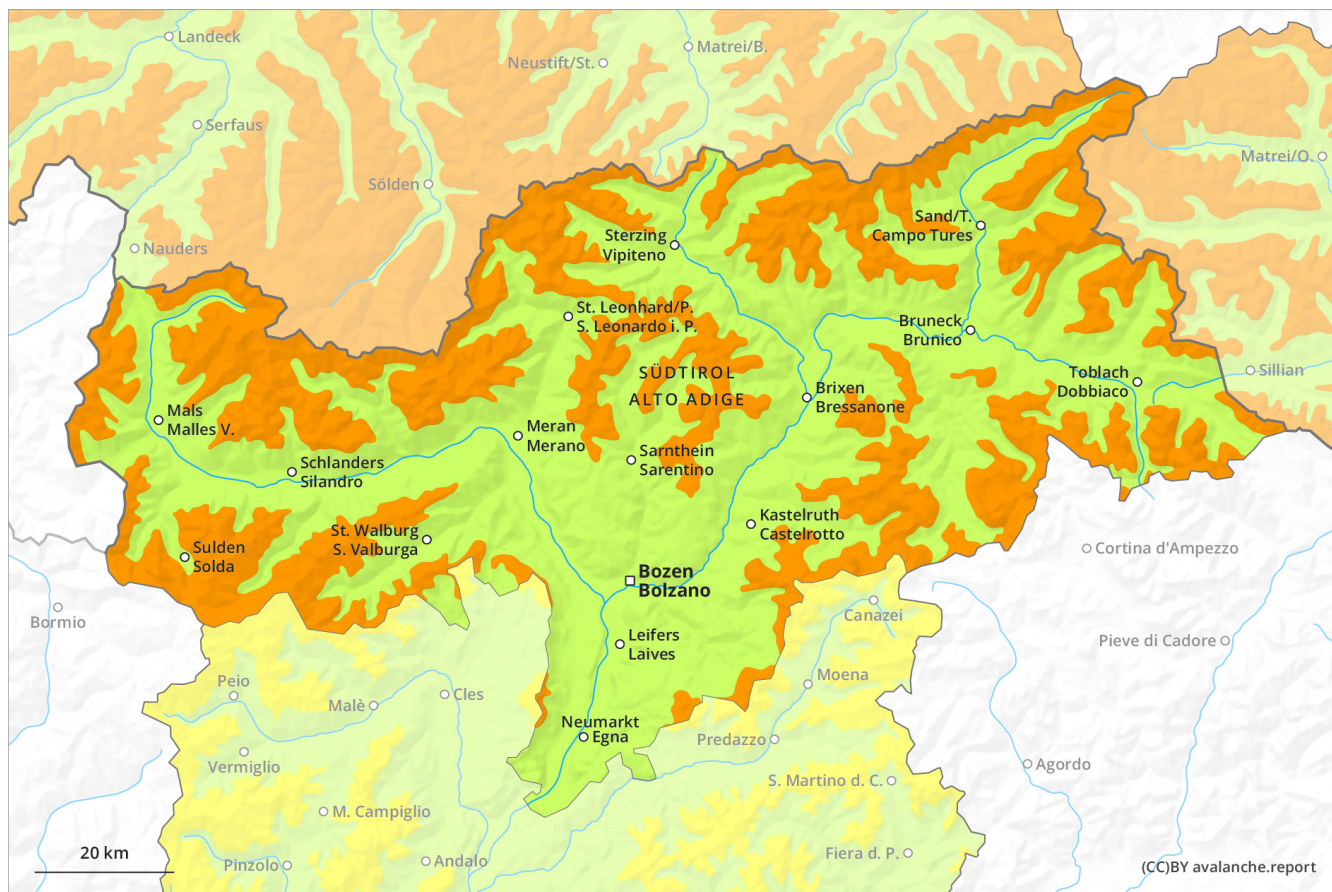 Landeck
Matrei/B.
Neustift/St.
Serfaus
Matrei/O.
Sölden
Sand/T.
Campo Tures
Sterzing
Vipiteno
Nauders
St. Leonhard/P.
S. Leonardo i. P.
Bruneck
Brunico
SÜDTIROL
ALTO ADIGE
Toblach
Dobbiaco
Sillian
Brixen
Bressanone
Mals
Malles V.
Meran
Merano
Sarnthein
Sarentino
Schlanders
Silandro
Kastelruth
Castelrotto
St. Walburg
S. Valburga
Sulden
Solda
Cortina d'Ampezzo
Bozen
Bolzano
Bormio
Canazei
Leifers
Laives
Pieve di Cadore
Peio
Moena
Malè
Cles
Neumarkt
Egna
Predazzo
Vermiglio
Agordo
S. Martino d. C.
M. Campiglio
20 km
Pinzolo
Andalo
Fiera d. P.
(CC)BY avalanche.report